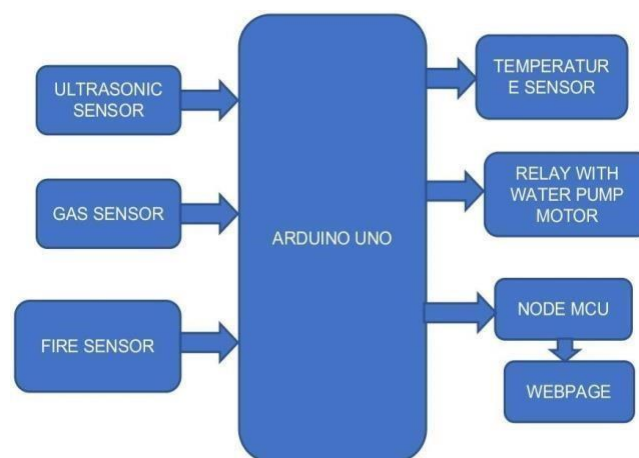 ULTRASONIC
SENSOR
GAS SENSOR
FIRE SENSOR
ARDUINO UNO
TEMPERATUR
E SENSOR
RELAY WITH
WATER PUMP
MOTOR
NODE MCU
WEBPAGE